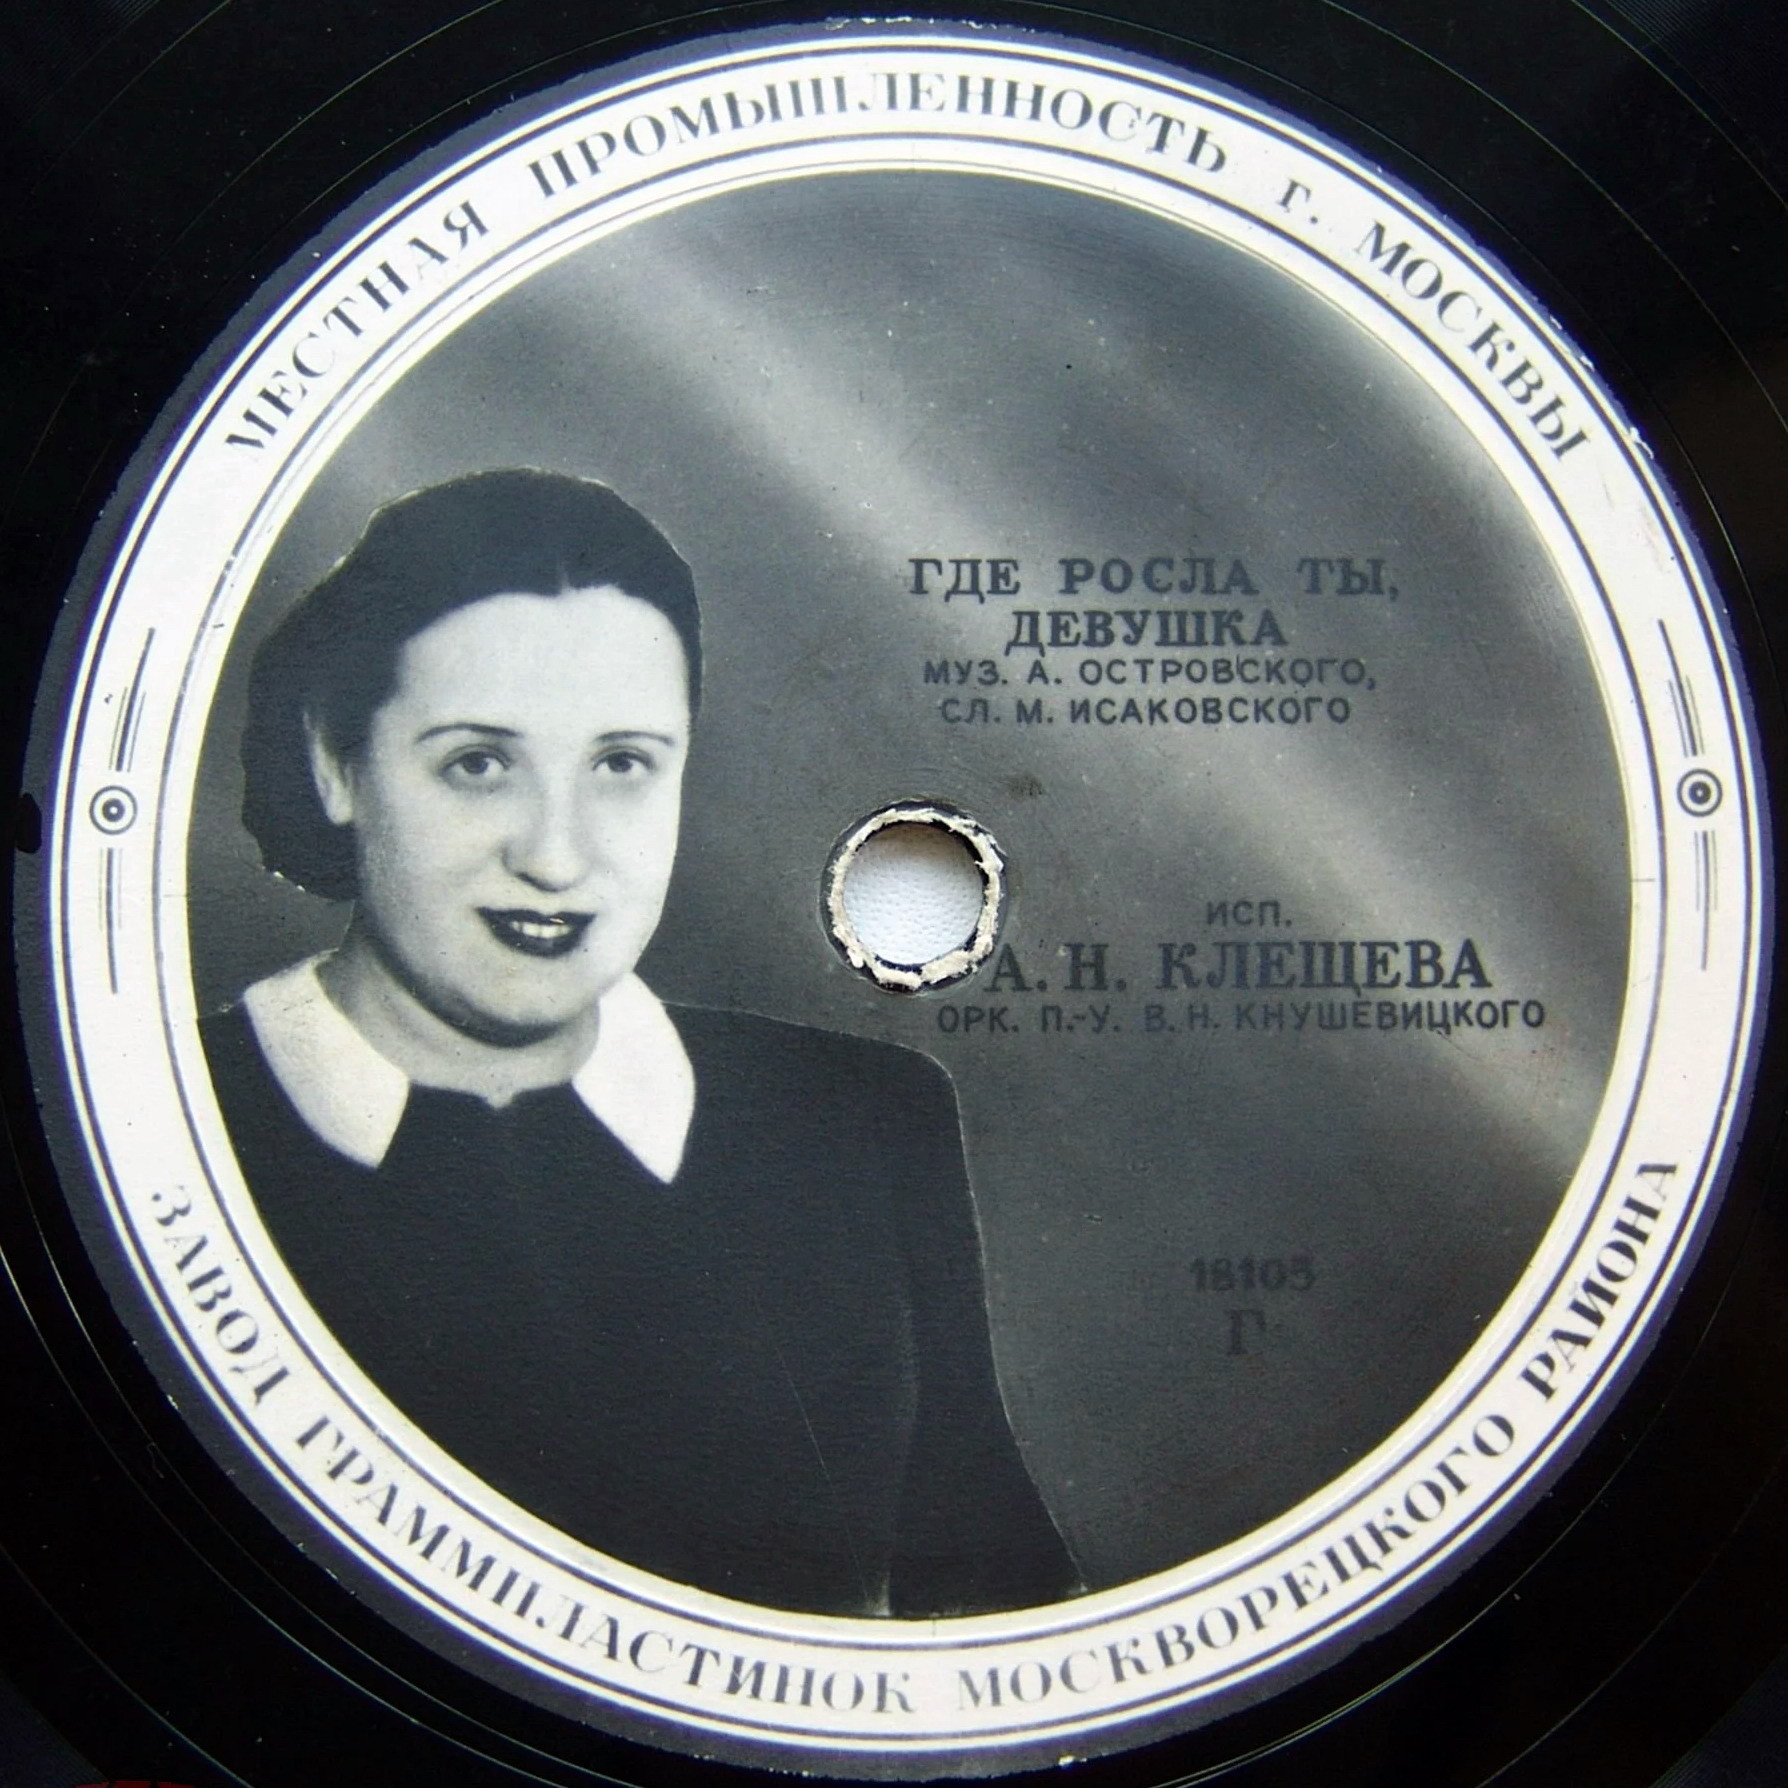 МЕСТНАЯ ПРОМЫШЛЕННОСТЬ г. МОСКВЫ
ГДЕ РОСЛА ТЫ,
ДЕВУШКА
МУЗ. А. ОСТРОВСКОГО,
СЛ. М. ИСАКОВСКОГО
ИСП.
А. Н. КЛЕЩЕВА
ОРК. П.-У. В. Н. КНУШЕВИЦКОГО
18105
Г
ЗАВОД ГРАММПЛАСТИНОК МОСКВОРЕЦКОГО РАЙОНА